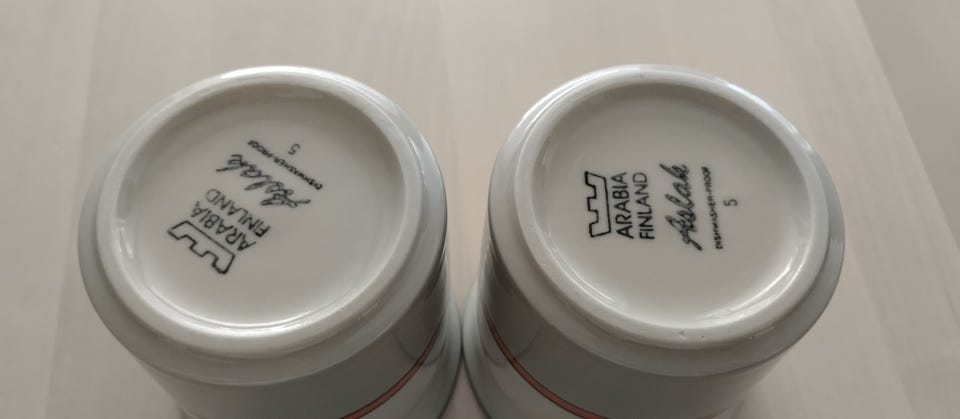 ARABIA
FINLAND
Aslak
DISHWASHER-PROOF
5
ARABIA
FINLAND
Aslak
DISHWASHER-PROOF
5